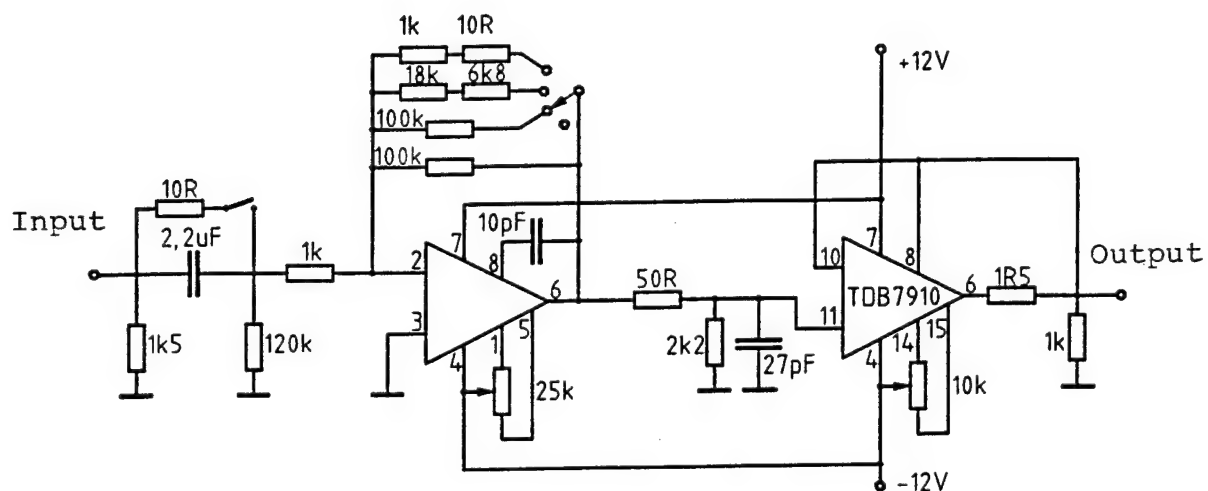 1k 10R
18k 6k8
100k
100k
+12V
10R
Input
2,2uF
1k
10pF
7
8
2
3
6
5
4
1
1k5
120k
25k
50R
2k2
27pF
10
7
8
TDB7910
11
6
1R5
Output
15
14
4
10k
1k
-12V